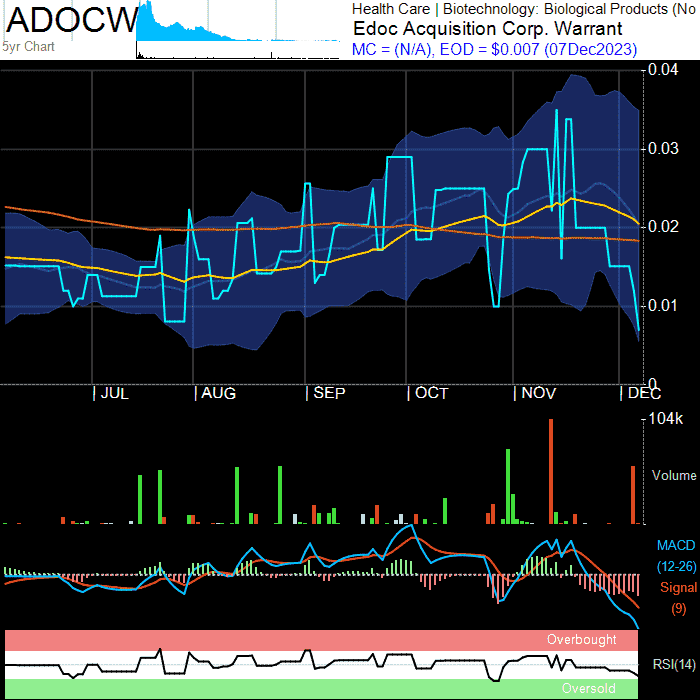 ADOCW
5yr Chart
Health Care | Biotechnology: Biological Products (No
Edoc Acquisition Corp. Warrant
MC = (N/A), EOD = $0.007 (07Dec2023)
0.04
0.03
0.02
0.01
0
| JUL | AUG | SEP | OCT | NOV | DEC
104k
Volume
MACD
(12-26)
Signal
(9)
Overbought
RSI(14)
Oversold